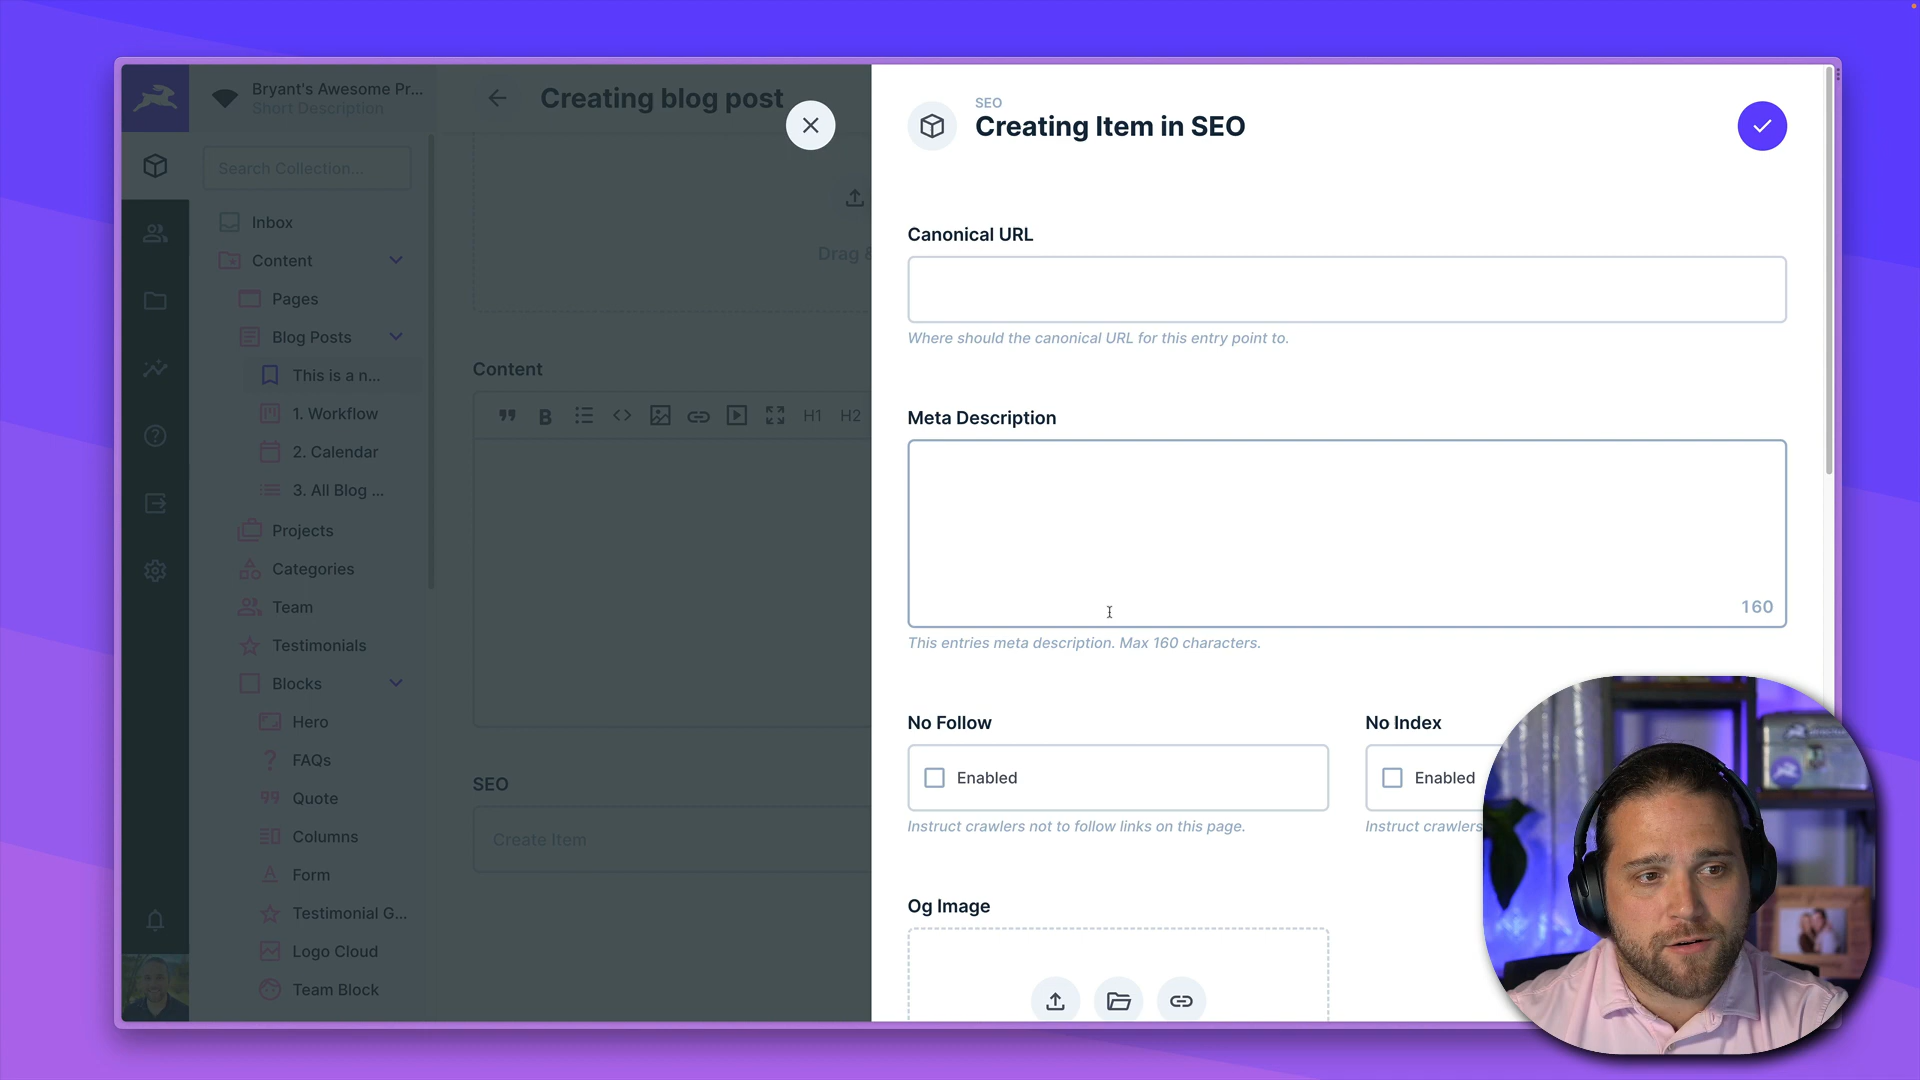 Bryant's Awesome Pr...
Short Description
Search Collection...
Inbox
Content
Pages
Blog Posts
This is a n...
1. Workflow
2. Calendar
3. All Blog ...
Projects
Categories
Team
Testimonials
Blocks
Hero
FAQs
Quote
Columns
Form
Testimonial G...
Logo Cloud
Team Block
Creating blog post
Drag &
Content
H1 H2
SEO
Create Item
SEO
Creating Item in SEO
Canonical URL
Where should the canonical URL for this entry point to.
Meta Description
160
This entries meta description. Max 160 characters.
No Follow
Enabled
Instruct crawlers not to follow links on this page.
No Index
Enabled
Instruct crawlers
Og Image